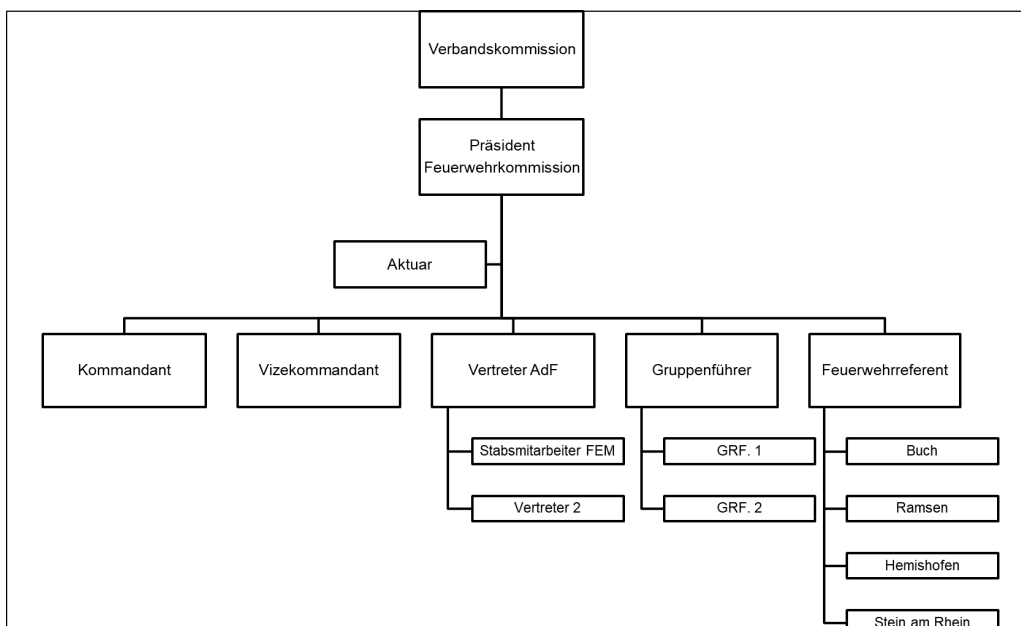 Verbandskommission
Präsident
Feuerwehrkommission
Aktuar
Kommandant
Vizekommandant
Vertreter AdF
Gruppenführer
Feuerwehrreferent
Stabsmitarbeiter FEM
GRF. 1
Buch
Vertreter 2
GRF. 2
Ramsen
Hemishofen
Stein am Rhein